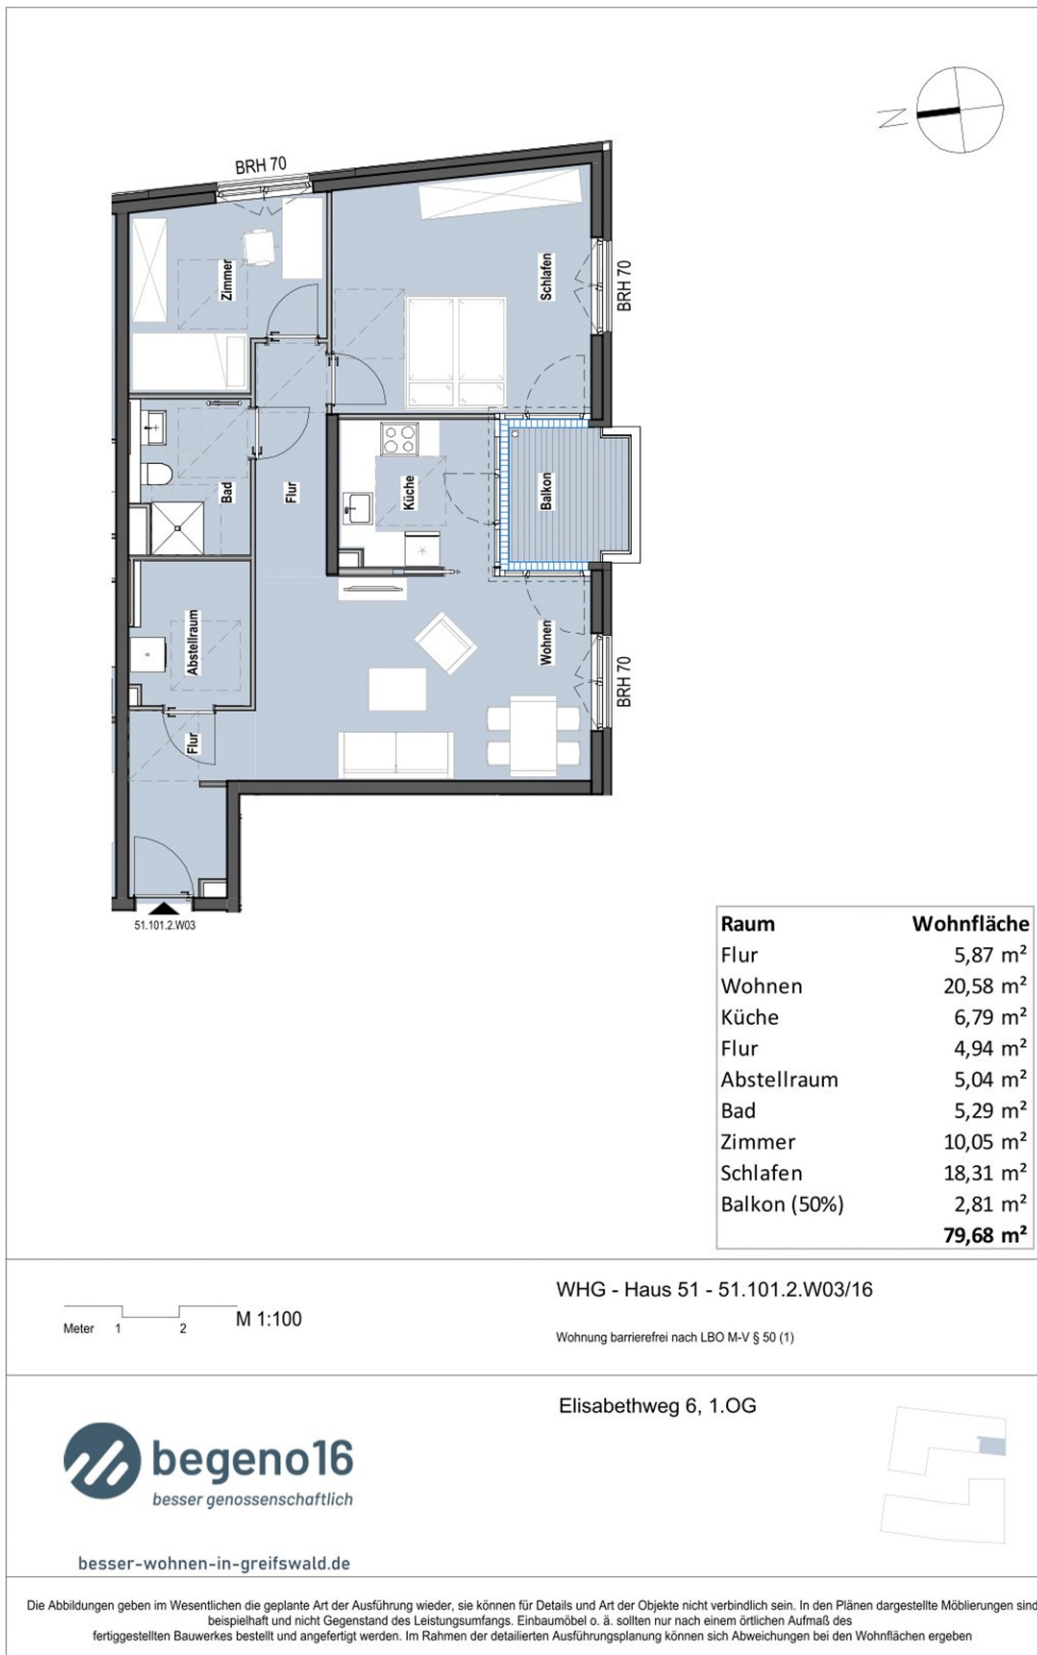 N
BRH 70
Zimmer
Schlafen
BRH 70
Bad
Flur
Küche
Balkon
Abstellraum
Wohnen
BRH 70
Flur
51.101.2.W03
Raum Wohnfläche
Flur 5,87 m²
Wohnen 20,58 m²
Küche 6,79 m²
Flur 4,94 m²
Abstellraum 5,04 m²
Bad 5,29 m²
Zimmer 10,05 m²
Schlafen 18,31 m²
Balkon (50%) 2,81 m²
79,68 m²
Meter 1 2 M 1:100
WHG - Haus 51 - 51.101.2.W03/16
Wohnung barrierefrei nach LBO M-V § 50 (1)
Elisabethweg 6, 1.OG
begeno16
besser genossenschaftlich
besser-wohnen-in-greifswald.de
Die Abbildungen geben im Wesentlichen die geplante Art der Ausführung wieder, sie können für Details und Art der Objekte nicht verbindlich sein. In den Plänen dargestellte Möblierungen sind
beispielhaft und nicht Gegenstand des Leistungsumfangs. Einbaumöbel o. ä. sollten nur nach einem örtlichen Aufmaß des
fertiggestellten Bauwerkes bestellt und angefertigt werden. Im Rahmen der detailierten Ausführungsplanung können sich Abweichungen bei den Wohnflächen ergeben